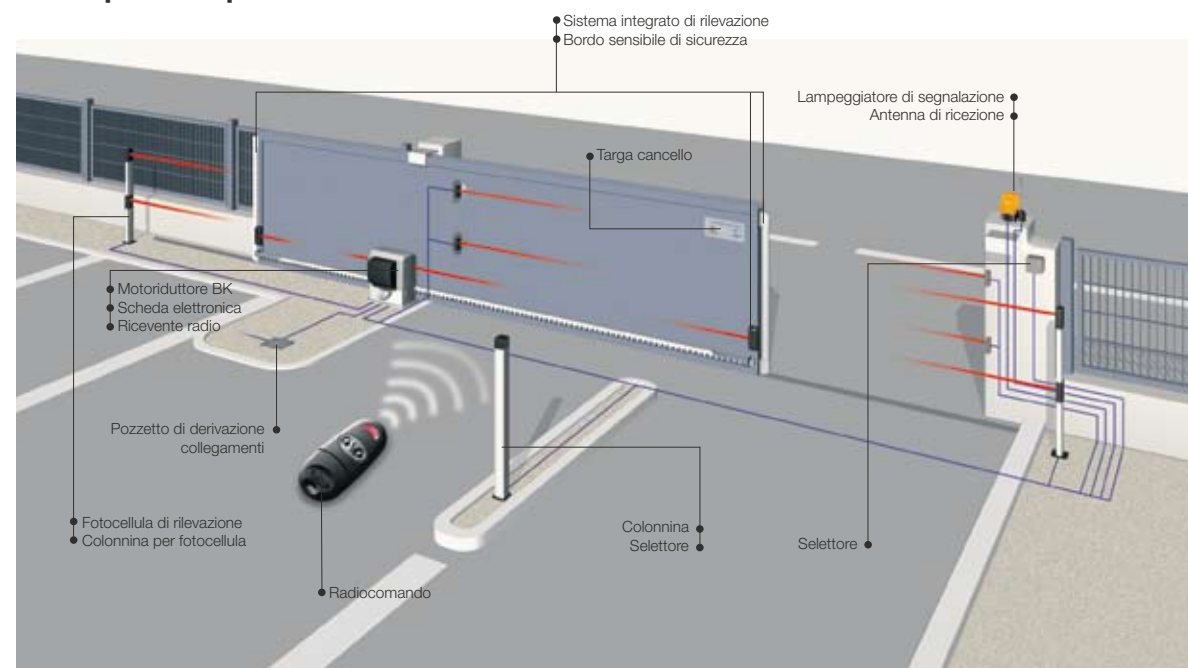 Sistema integrato di rilevazione
Bordo sensibile di sicurezza
Lampeggiatore di segnalazione
Antenna di ricezione
Targa cancello
Motoriduttore BK
Scheda elettronica
Ricevente radio
Pozzetto di derivazione
collegamenti
Fotocellula di rilevazione
Colonnina per fotocellula
Colonnina
Selettore
Selettore
Radiocomando